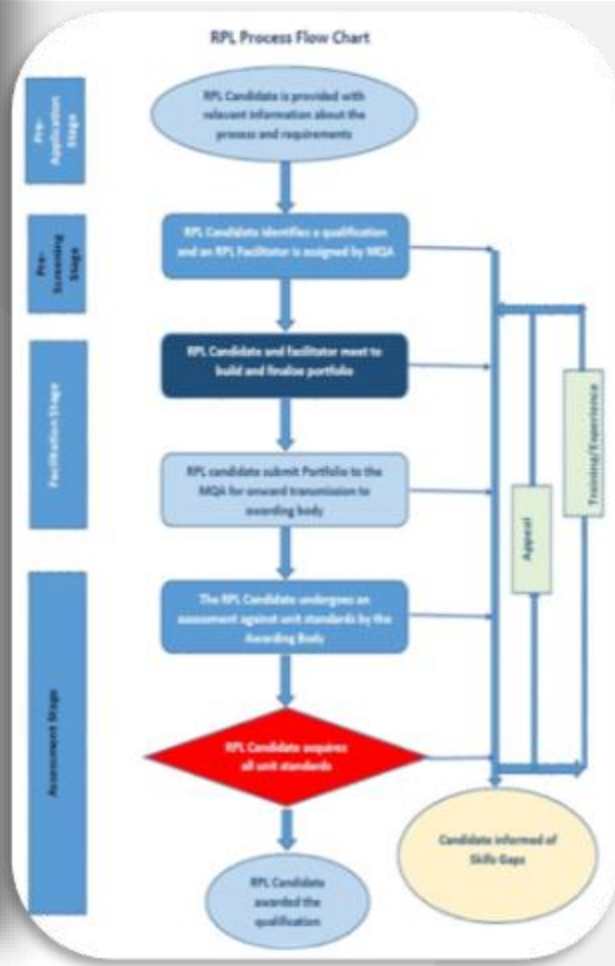 RPL Process Flow Chart
Pre-
Application
Stage
RPL Candidate is provided with
relevant information about the
process and requirements
Pre-
Screening
Stage
RPL Candidate identifies a qualification
and an RPL Facilitator is assigned by MQA
Facilitation Stage
RPL Candidate and facilitator meet to
build and finalise portfolio
RPL candidate submit Portfolio to the
MQA for onward transmission to
awarding body
Training/Experience
Appeal
Assessment Stage
The RPL Candidate undergoes an
assessment against unit standards by the
Awarding Body
RPL Candidate acquires
all unit standards
Candidate informed of
Skills Gaps
RPL Candidate
awarded the
qualification